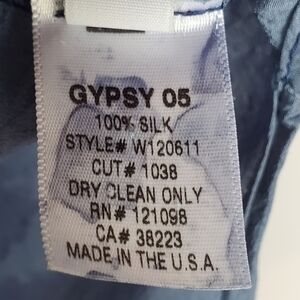 GYPSY 05
100% SILK
STYLE# W120611
CUT# 1038
DRY CLEAN ONLY
RN# 121098
CA# 38223
MADE IN THE U.S.A.